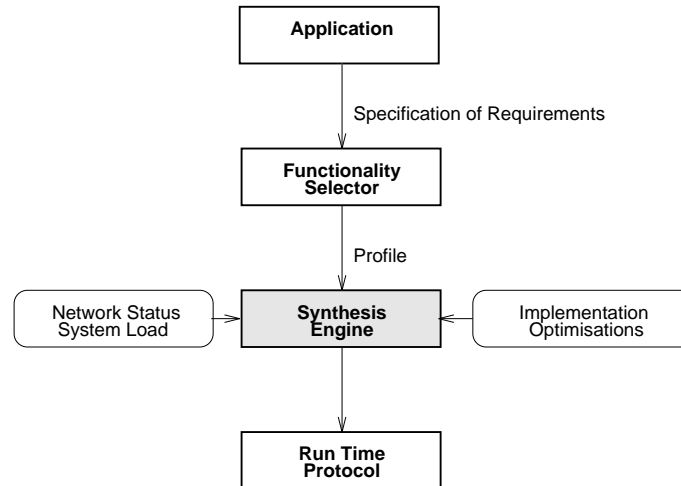 Application
Specification of Requirements
Functionality
Selector
Profile
Network Status
System Load
Synthesis
Engine
Implementation
Optimisations
Run Time
Protocol